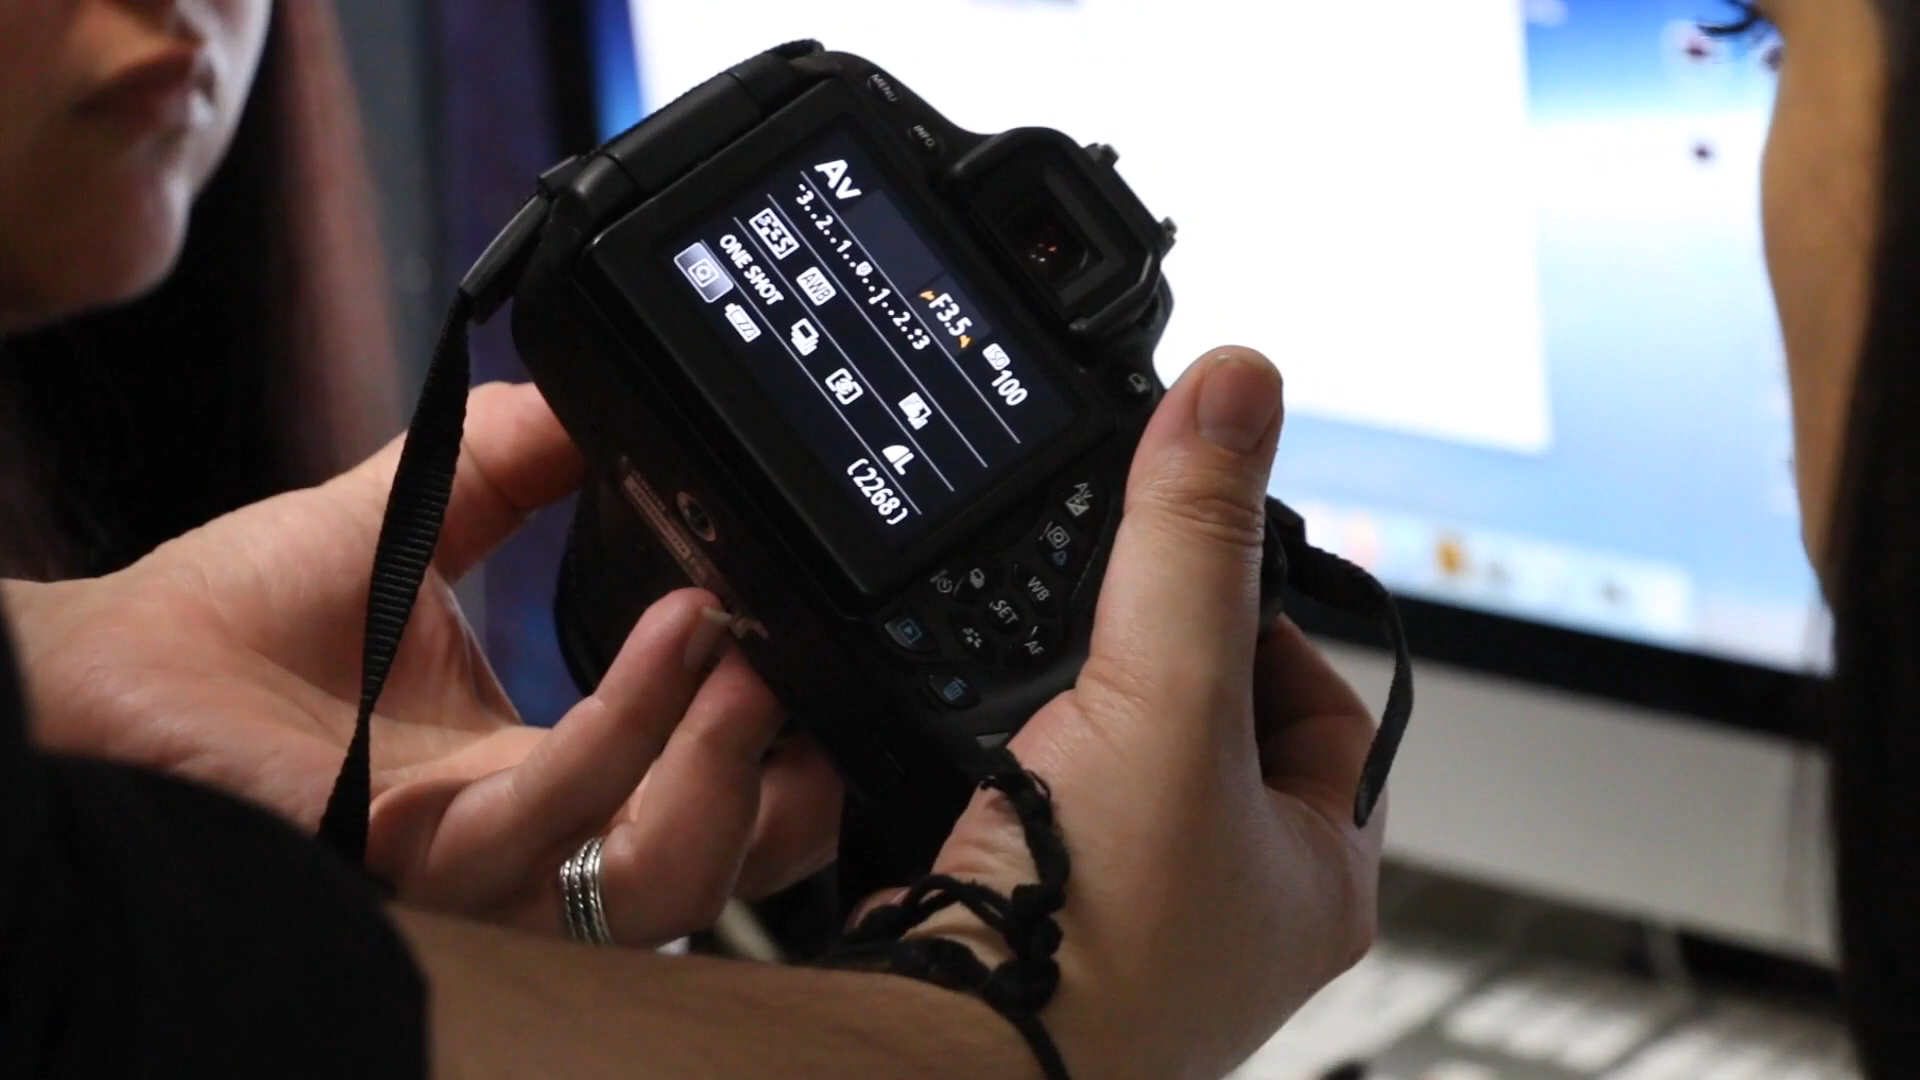 MENU
INFO
Av
F3.5
ISO 100
-3..2..1..0..1..2..:3
AWB
ONE SHOT
L
[2268]
Av
WB
SET
AF